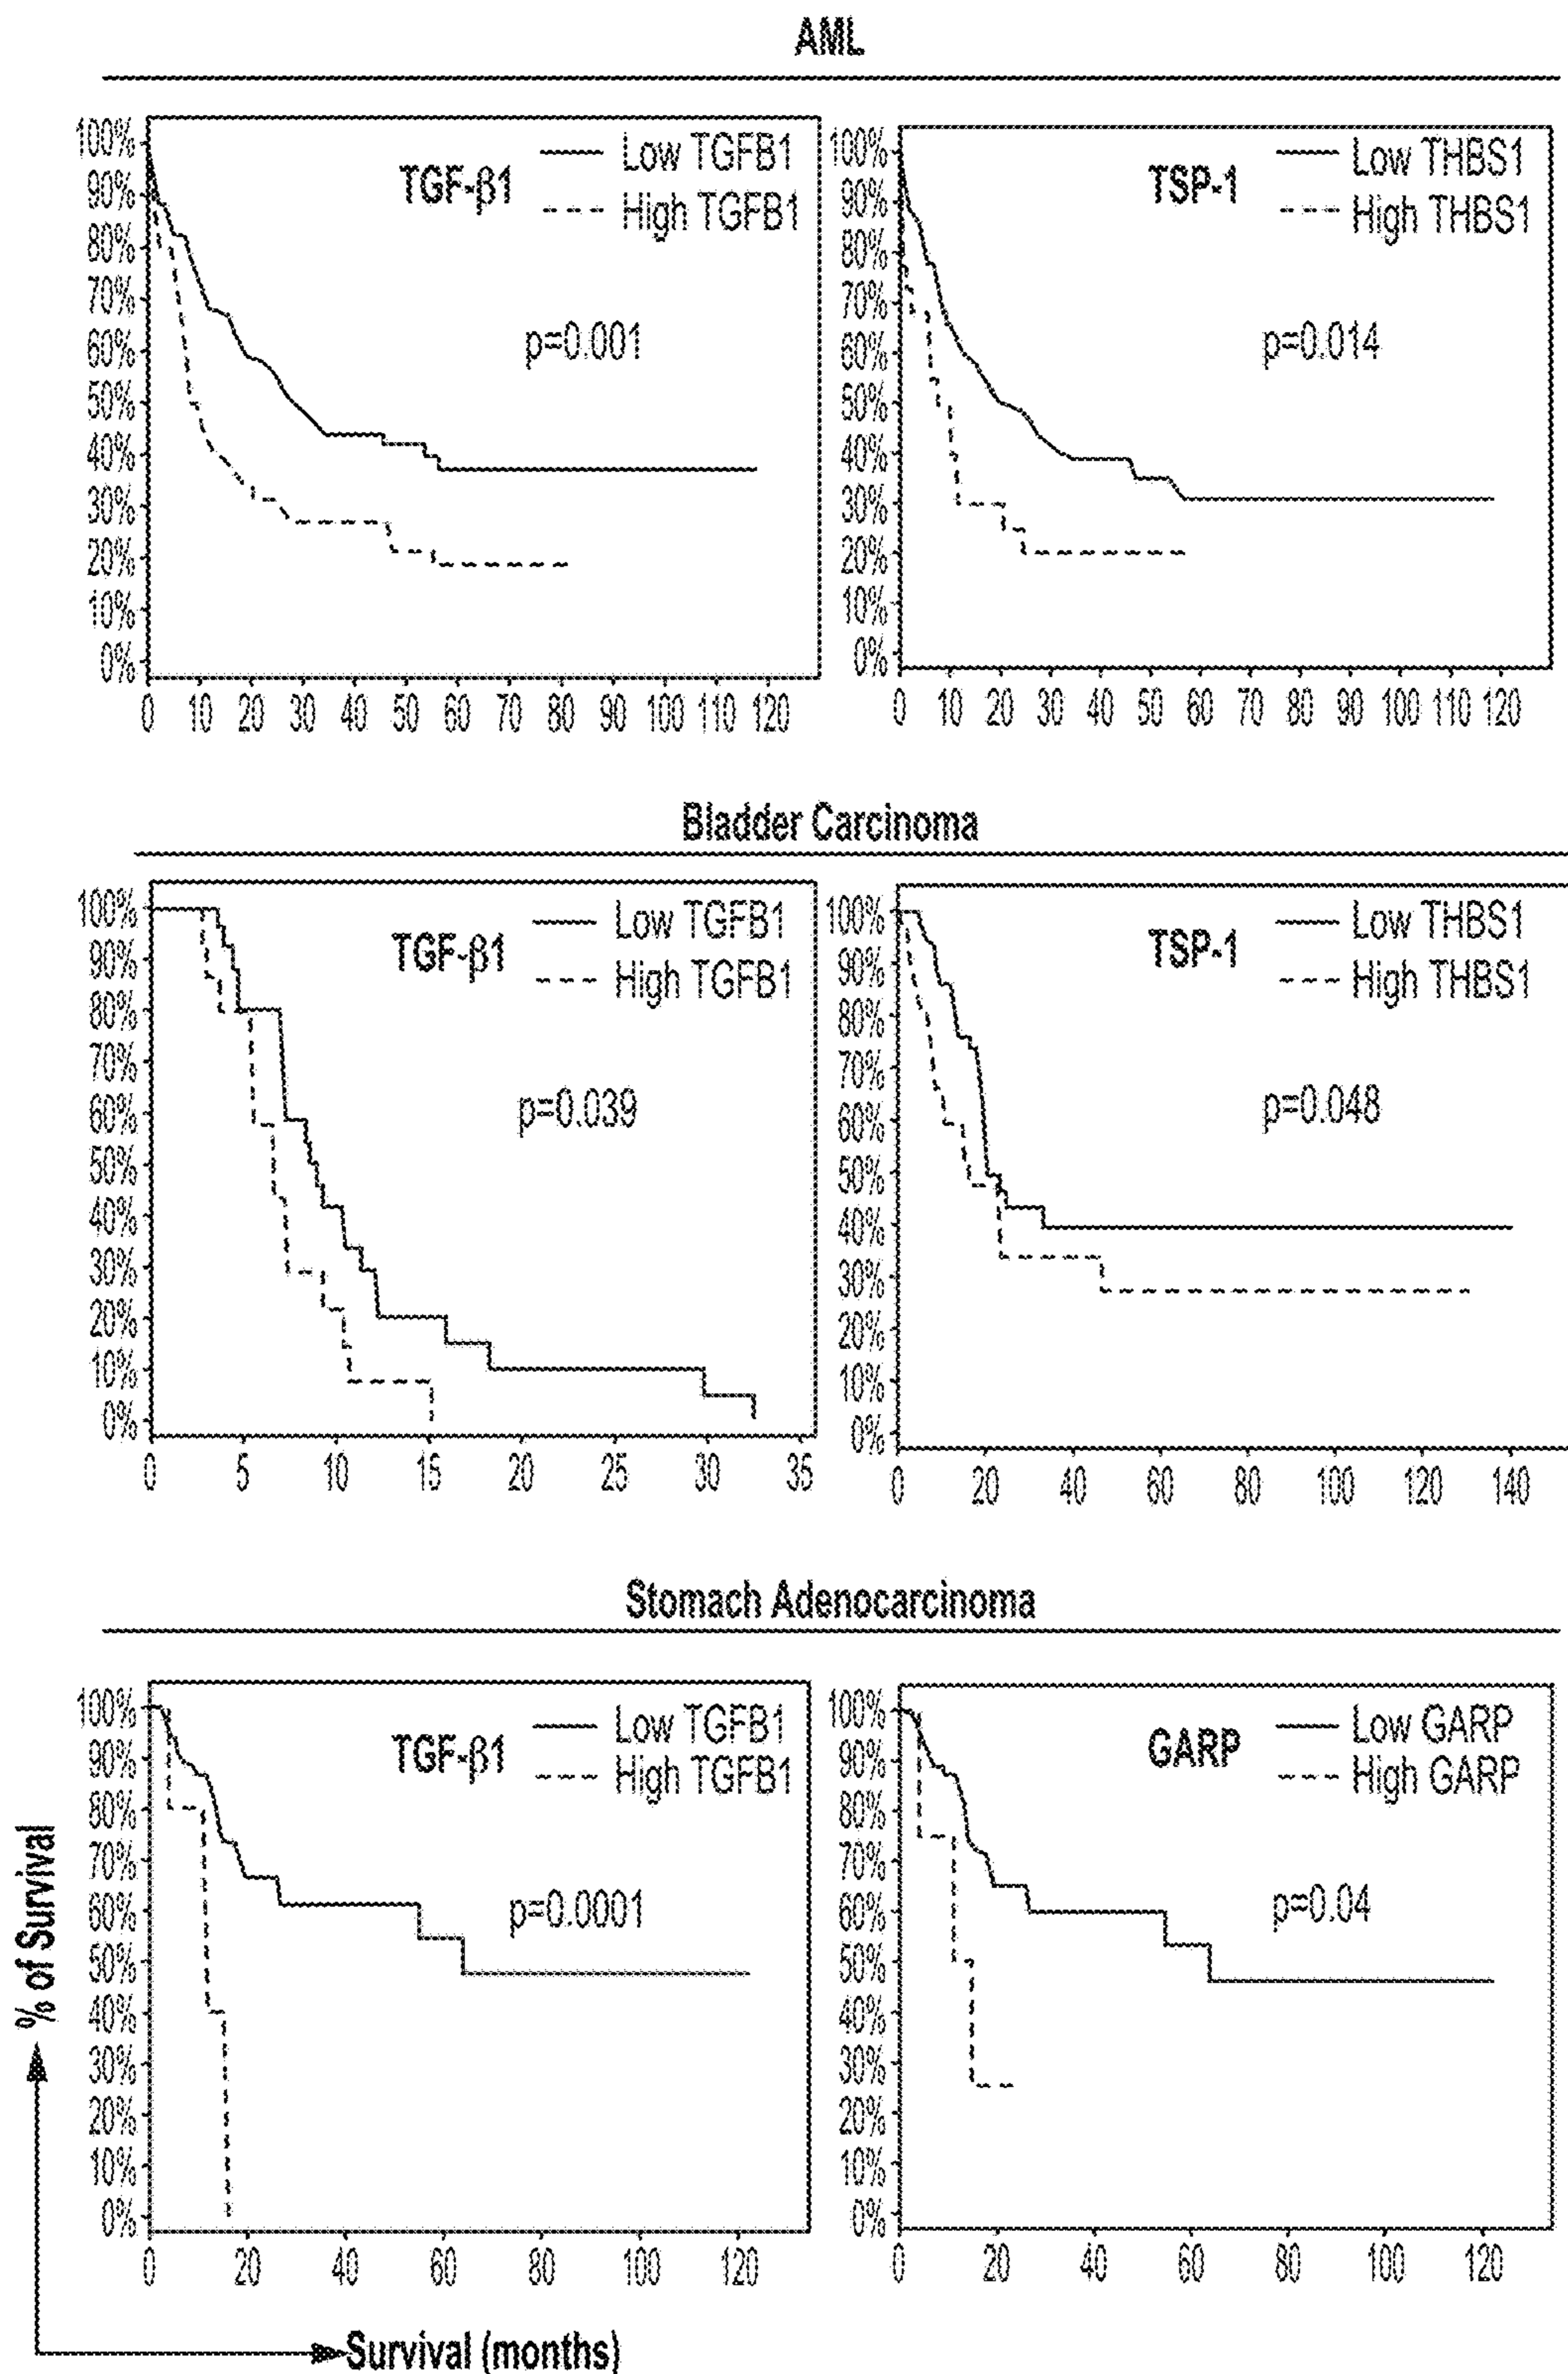 AML
TGF-β1
Low TGFB1
High TGFB1
p=0.001
100%
90%
80%
70%
60%
50%
40%
30%
20%
10%
0%
0 10 20 30 40 50 60 70 80 90 100 110 120
TSP-1
Low THBS1
High THBS1
p=0.014
100%
90%
80%
70%
60%
50%
40%
30%
20%
10%
0%
0 10 20 30 40 50 60 70 80 90 100 110 120
Bladder Carcinoma
TGF-β1
Low TGFB1
High TGFB1
p=0.039
100%
90%
80%
70%
60%
50%
40%
30%
20%
10%
0%
0 5 10 15 20 25 30 35
TSP-1
Low THBS1
High THBS1
p=0.048
100%
90%
80%
70%
60%
50%
40%
30%
20%
10%
0%
0 20 40 60 80 100 120 140
Stomach Adenocarcinoma
TGF-β1
Low TGFB1
High TGFB1
p=0.0001
100%
90%
80%
70%
60%
50%
40%
30%
20%
10%
0%
0 20 40 60 80 100 120
GARP
Low GARP
High GARP
p=0.04
100%
90%
80%
70%
60%
50%
40%
30%
20%
10%
0%
0 20 40 60 80 100 120
% of Survival
Survival (months)